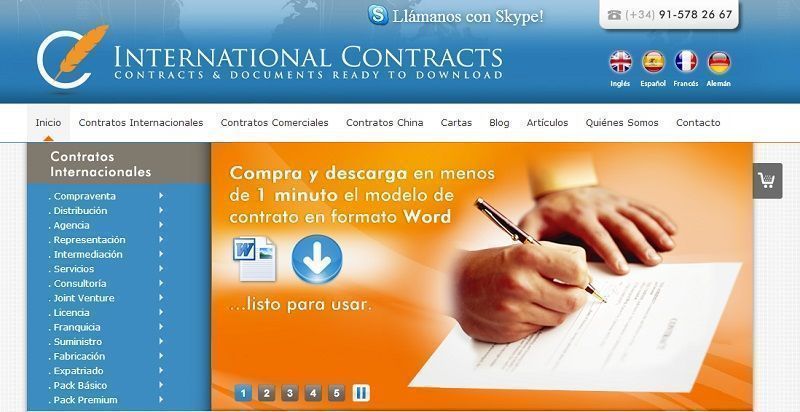 Llámanos con Skype!
(+34) 91-578 26 67
INTERNATIONAL CONTRACTS
CONTRACTS & DOCUMENTS READY TO DOWNLOAD
Inglés Español Francés Alemán
Inicio Contratos Internacionales Contratos Comerciales Contratos China Cartas Blog Artículos Quiénes Somos Contacto
Contratos
Internacionales
. Compraventa
. Distribución
. Agencia
. Representación
. Intermediación
. Servicios
. Consultoría
. Joint Venture
. Licencia
. Franquicia
. Suministro
. Fabricación
. Expatriado
. Pack Básico
. Pack Premium
Compra y descarga en menos
de 1 minuto el modelo de
contrato en formato Word
W
...listo para usar.
CONTRACT
1 2 3 4 5